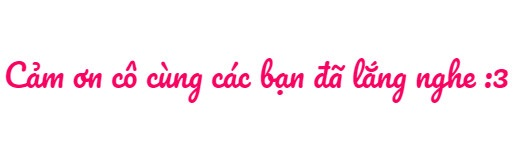 Cảm ơn cô cùng các bạn đã lắng nghe :3